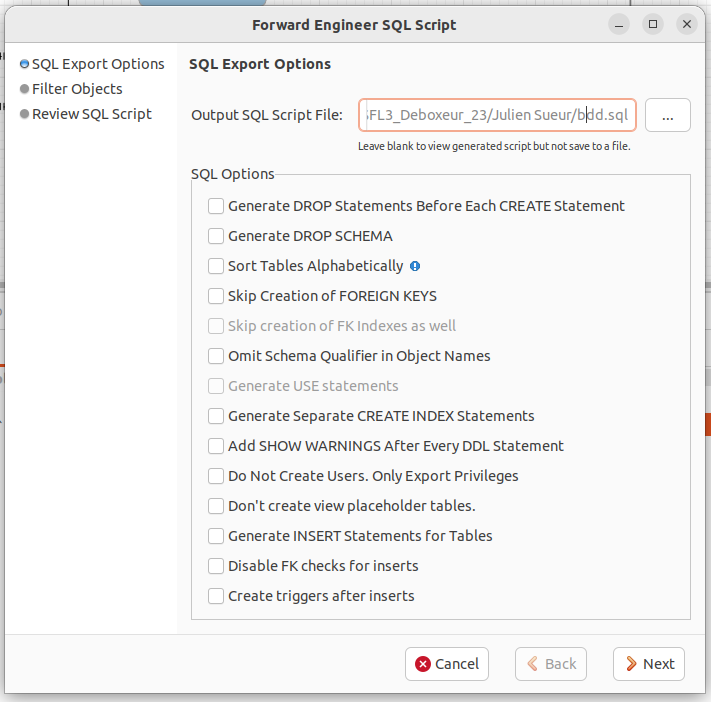 Forward Engineer SQL Script
SQL Export Options
Filter Objects
Review SQL Script
SQL Export Options
Output SQL Script File:
FL3_Deboxeur_23/Julien Sueur/bdd.sql
...
Leave blank to view generated script but not save to a file.
SQL Options
Generate DROP Statements Before Each CREATE Statement
Generate DROP SCHEMA
Sort Tables Alphabetically
Skip Creation of FOREIGN KEYS
Skip creation of FK Indexes as well
Omit Schema Qualifier in Object Names
Generate USE statements
Generate Separate CREATE INDEX Statements
Add SHOW WARNINGS After Every DDL Statement
Do Not Create Users. Only Export Privileges
Don't create view placeholder tables.
Generate INSERT Statements for Tables
Disable FK checks for inserts
Create triggers after inserts
Cancel
Back
Next